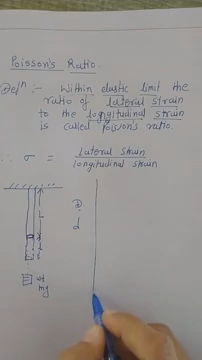 Poisson's Ratio.
Defn :- Within elastic limit the
ratio of lateral strain
to the longitudinal strain
is called Poison's ratio.
∴ σ = Lateral strain / longitudinal strain
L
D
d
mg